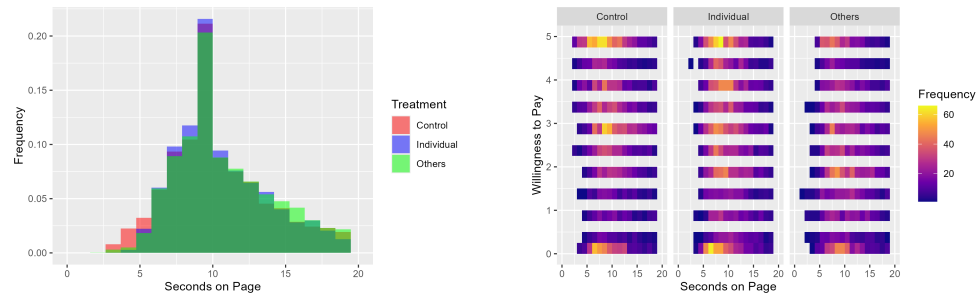 0.20
0.15
0.10
0.05
0.00
Frequency
0 5 10 15 20
Seconds on Page
Treatment
Control
Individual
Others
Control Individual Others
5
4
3
2
1
0
Willingness to Pay
0 5 10 15 20 0 5 10 15 20 0 5 10 15 20
Seconds on Page
Frequency
60
40
20